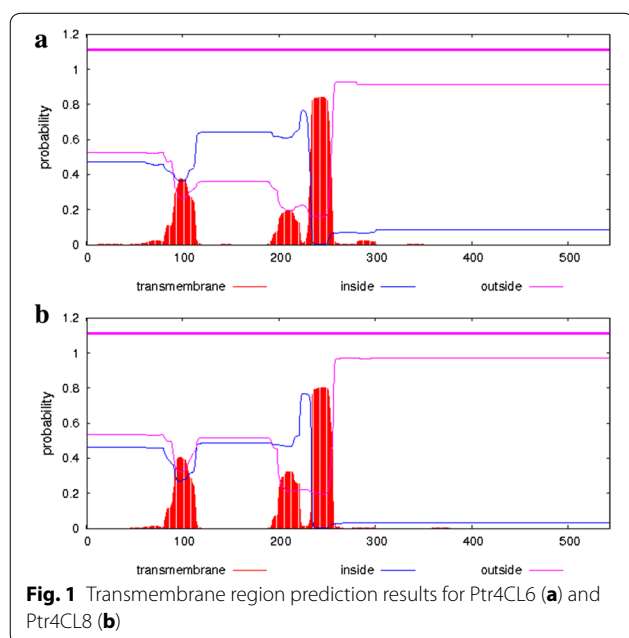 a
1.2
1
0.8
0.6
0.4
0.2
0
probability
0 100 200 300 400 500
transmembrane inside outside
b
1.2
1
0.8
0.6
0.4
0.2
0
probability
0 100 200 300 400 500
transmembrane inside outside
Fig. 1 Transmembrane region prediction results for Ptr4CL6 (a) and
Ptr4CL8 (b)